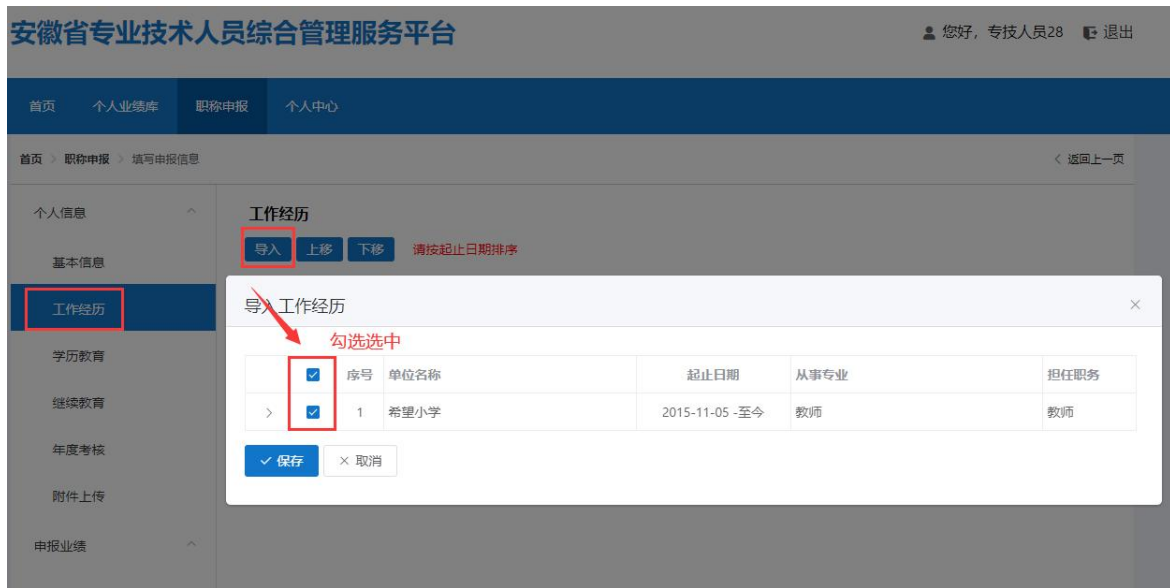 安徽省专业技术人员综合管理服务平台 您好，专技人员28 退出
首页 个人业绩库 职称申报 个人中心
首页 > 职称申报 > 填写申报信息 < 返回上一页
个人信息 工作经历
导入 上移 下移 请按起止日期排序
基本信息
导入工作经历 ×
工作经历
勾选选中
学历教育
序号 单位名称 起止日期 从事专业 担任职务
继续教育
> 1 希望小学 2015-11-05 -至今 教师 教师
年度考核
保存 × 取消
附件上传
申报业绩